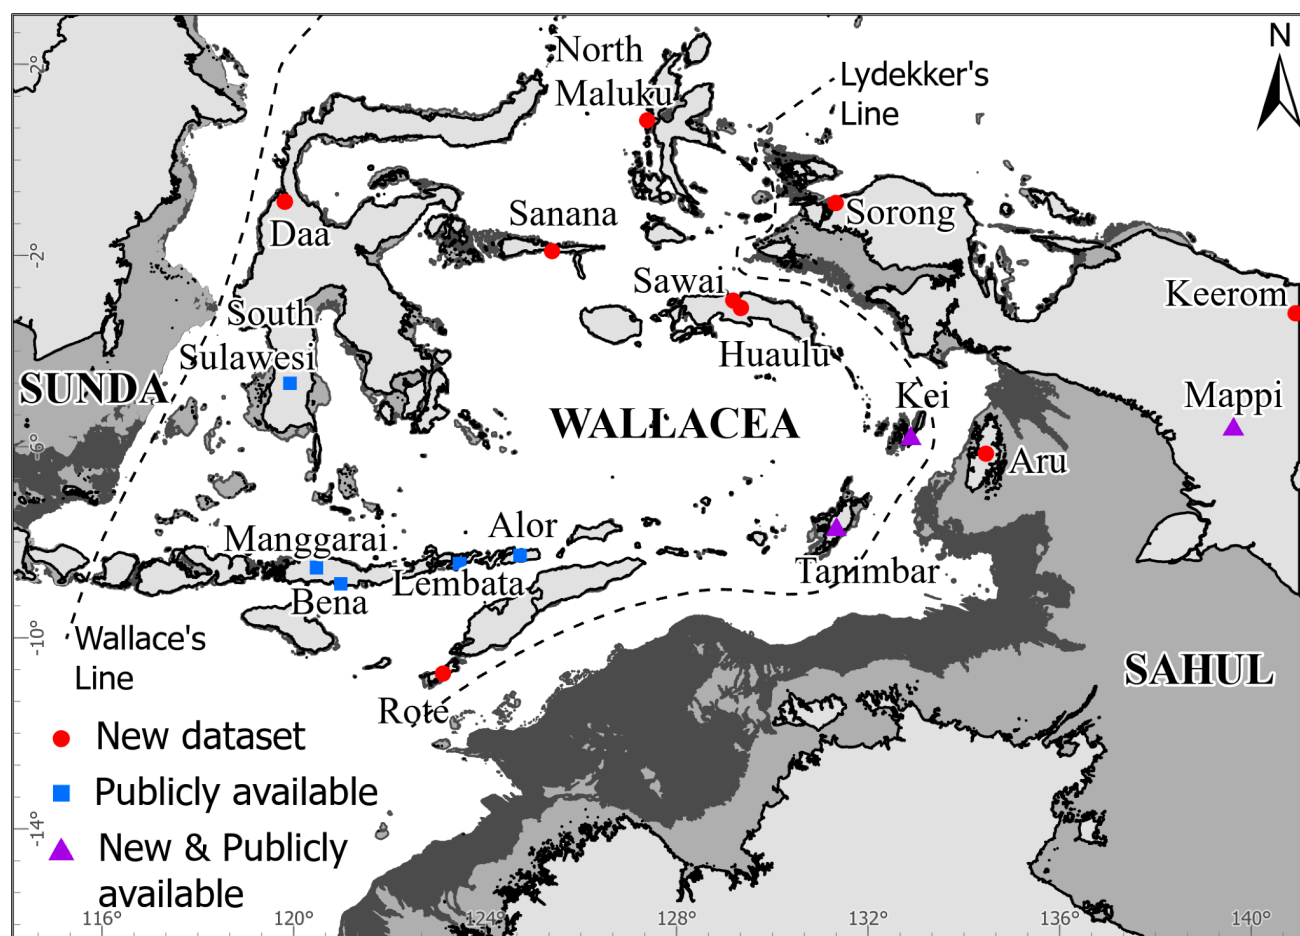 North
Maluku
Lydekker's
Line
N
-2°
Sanana
Sorong
Daa
-2°
Sawai
Keerom
South
Sulawesi
Huaulu
SUNDA
Kei
Mappi
WALLACEA
-6°
Aru
Alor
Manggarai
Lembata
Tanimbar
Bena
-10°
Wallace's
Line
SAHUL
Rote
New dataset
Publicly available
-14°
New & Publicly
available
116°
120°
124°
128°
132°
136°
140°